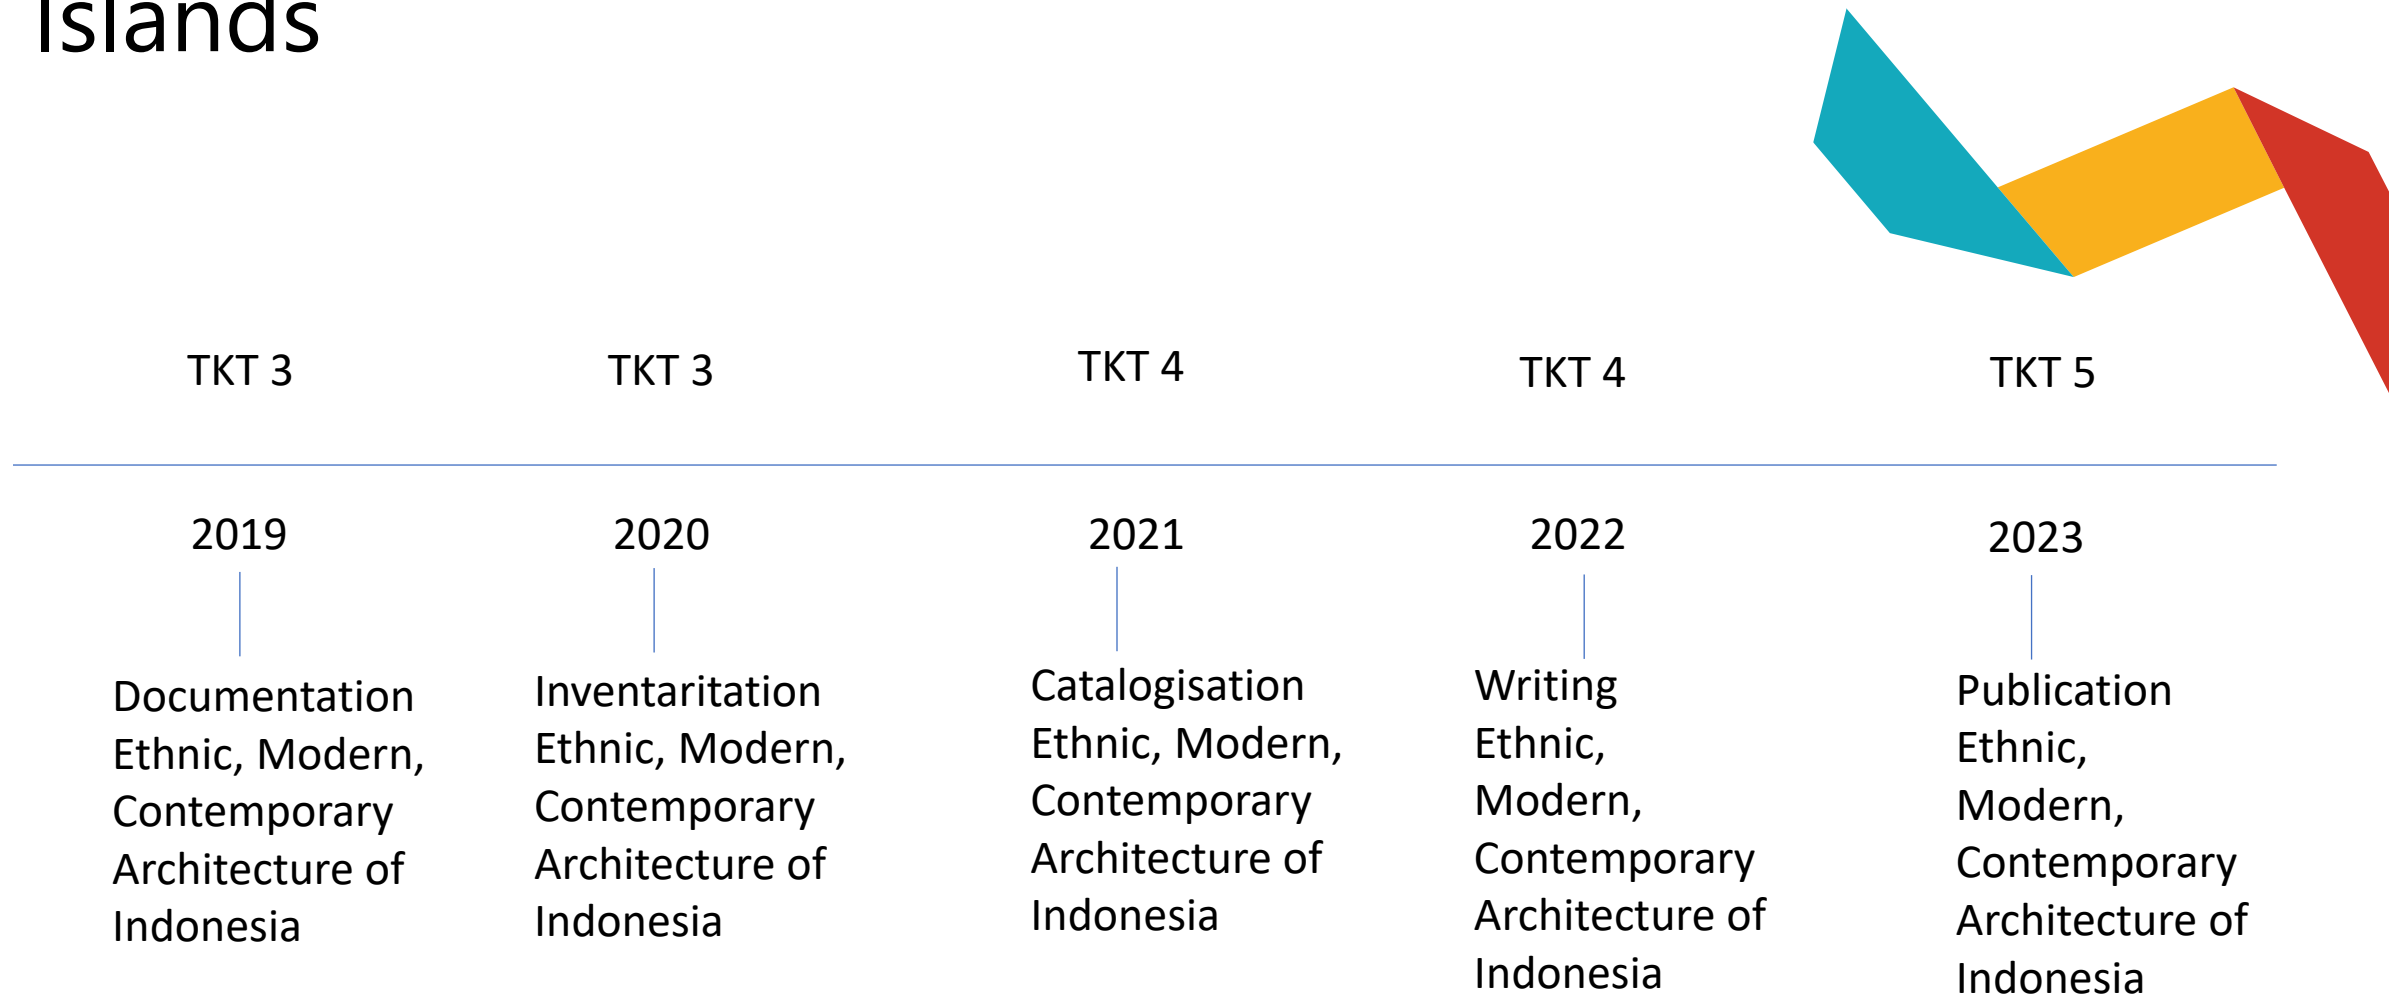 Islands
TKT 3
TKT 3
TKT 4
TKT 4
TKT 5
2019
2020
2021
2022
2023
Documentation
Ethnic, Modern,
Contemporary
Architecture of
Indonesia
Inventaritation
Ethnic, Modern,
Contemporary
Architecture of
Indonesia
Catalogisation
Ethnic, Modern,
Contemporary
Architecture of
Indonesia
Writing
Ethnic,
Modern,
Contemporary
Architecture of
Indonesia
Publication
Ethnic,
Modern,
Contemporary
Architecture of
Indonesia